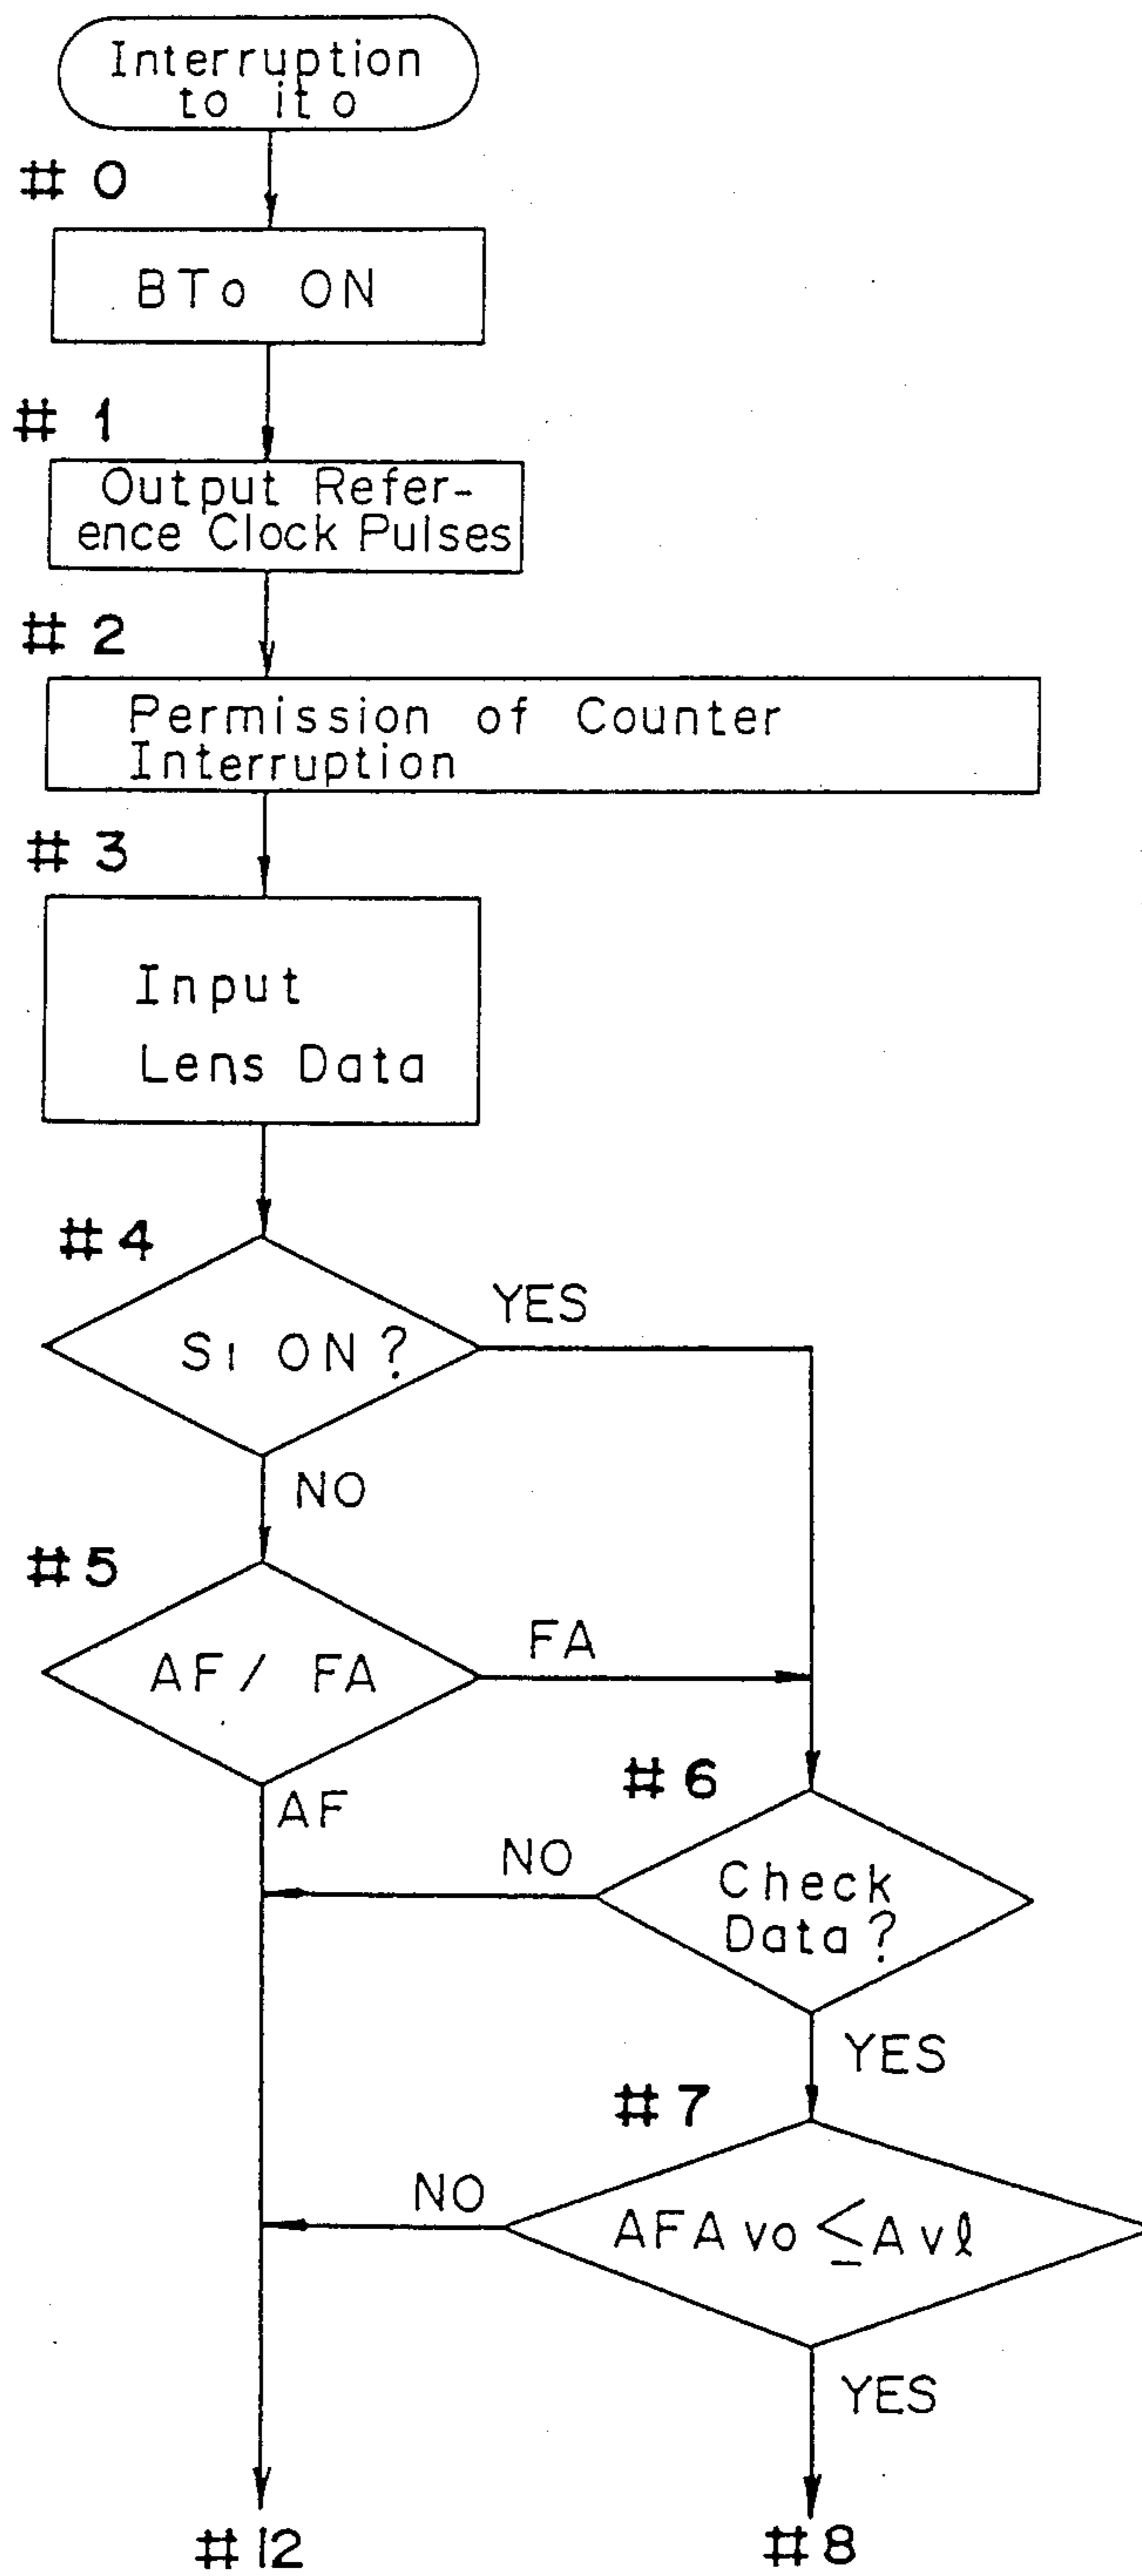 Interruption
to ito
# 0
BTo ON
# 1
Output Refer-
ence Clock Pulses
# 2
Permission of Counter
Interruption
# 3
Input
Lens Data
#4
S1 ON?
YES
NO
#5
AF / FA
FA
AF
#6
Check
Data?
NO
YES
#7
AFAvo ≤ Avℓ
NO
YES
#12
#8